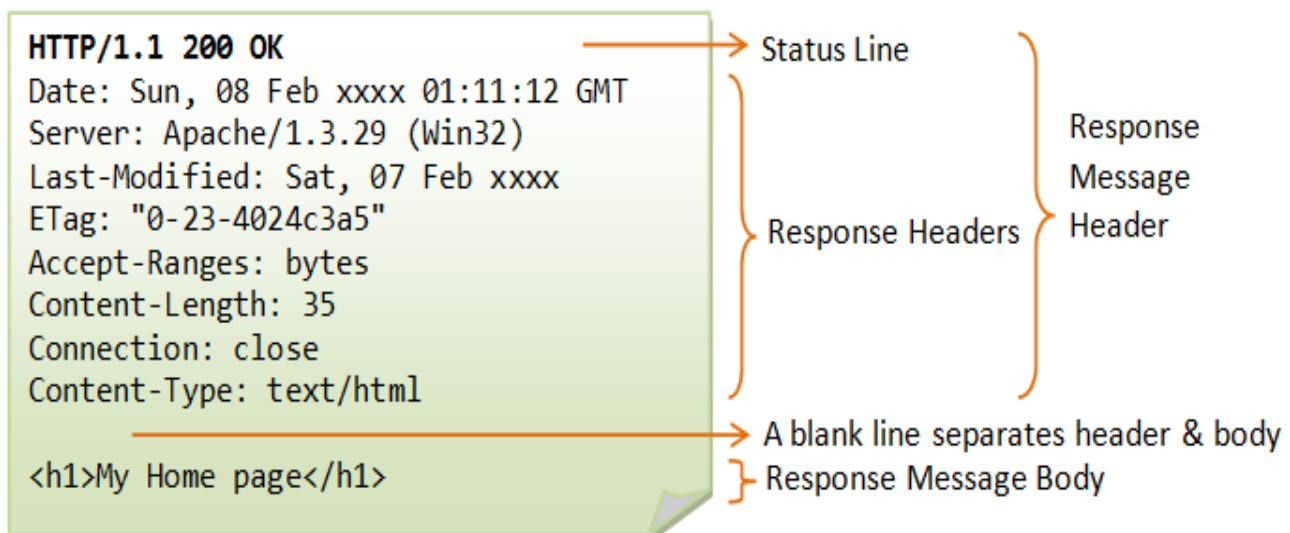 HTTP/1.1 200 OK
Date: Sun, 08 Feb xxxx 01:11:12 GMT
Server: Apache/1.3.29 (Win32)
Last-Modified: Sat, 07 Feb xxxx
ETag: "0-23-4024c3a5"
Accept-Ranges: bytes
Content-Length: 35
Connection: close
Content-Type: text/html
<h1>My Home page</h1>
Status Line
Response Headers
Response
Message
Header
A blank line separates header & body
Response Message Body